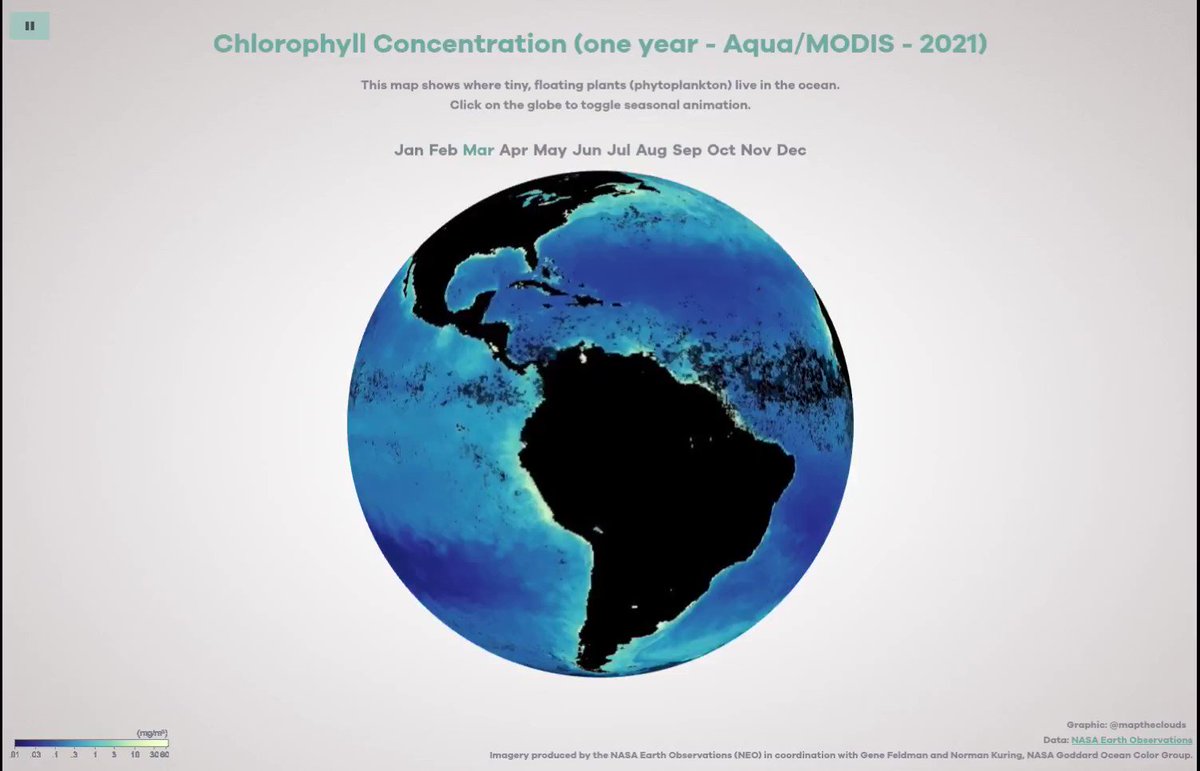 Chlorophyll Concentration (one year - Aqua/MODIS - 2021)
This map shows where tiny, floating plants (phytoplankton) live in the ocean.
Click on the globe to toggle seasonal animation.
Jan Feb Mar Apr May Jun Jul Aug Sep Oct Nov Dec
(mg/m³)
.01 .03 .1 .3 1 5 10 30 60
Graphic: @maptheclouds
Data: NASA Earth Observations
Imagery produced by the NASA Earth Observations (NEO) in coordination with Gene Feldman and Norman Kuring, NASA Goddard Ocean Color Group.